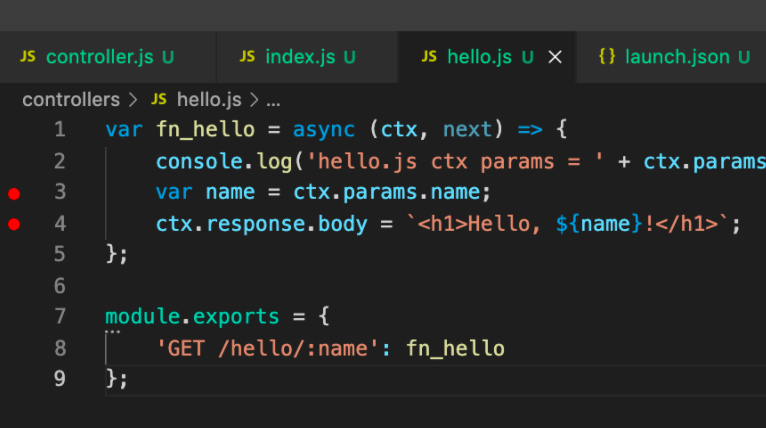 JS controller.js U JS index.js U JS hello.js U × {} launch.json U
controllers > JS hello.js > ...
1 var fn_hello = async (ctx, next) => {
2 console.log('hello.js ctx params = ' + ctx.params
3 var name = ctx.params.name;
4 ctx.response.body = `<h1>Hello, ${name}!</h1>`;
5 };
6
7 module.exports = {
8 'GET /hello/:name': fn_hello
9 };